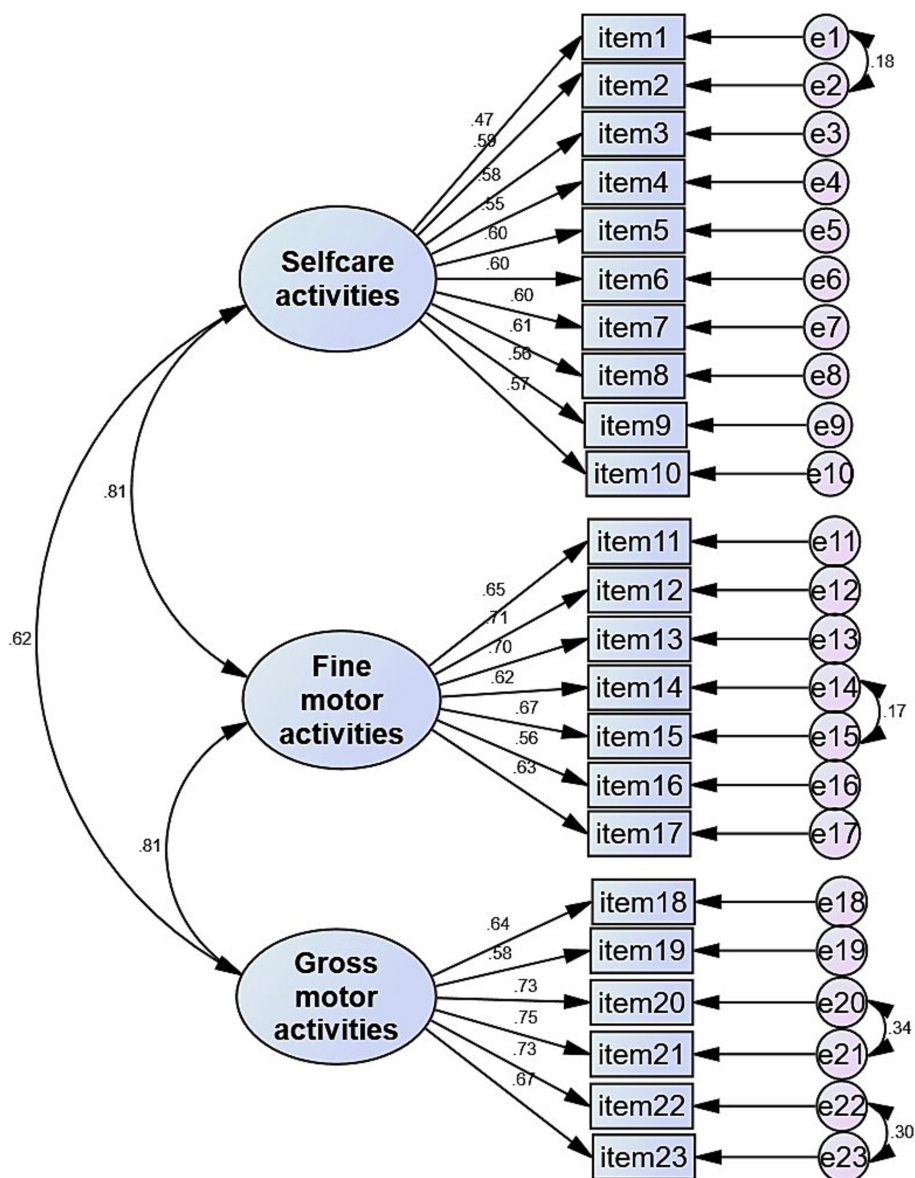 item1
e1
.18
item2
e2
item3
e3
item4
e4
item5
e5
item6
e6
item7
e7
item8
e8
item9
e9
item10
e10
.47
.59
.58
.55
.60
.60
.60
.61
.56
.57
Selfcare
activities
.81
.62
item11
e11
item12
e12
item13
e13
item14
e14
.17
item15
e15
item16
e16
item17
e17
.65
.71
.70
.62
.67
.56
.63
Fine
motor
activities
.81
item18
e18
item19
e19
item20
e20
.34
item21
e21
item22
e22
.30
item23
e23
.64
.58
.73
.75
.73
.67
Gross
motor
activities